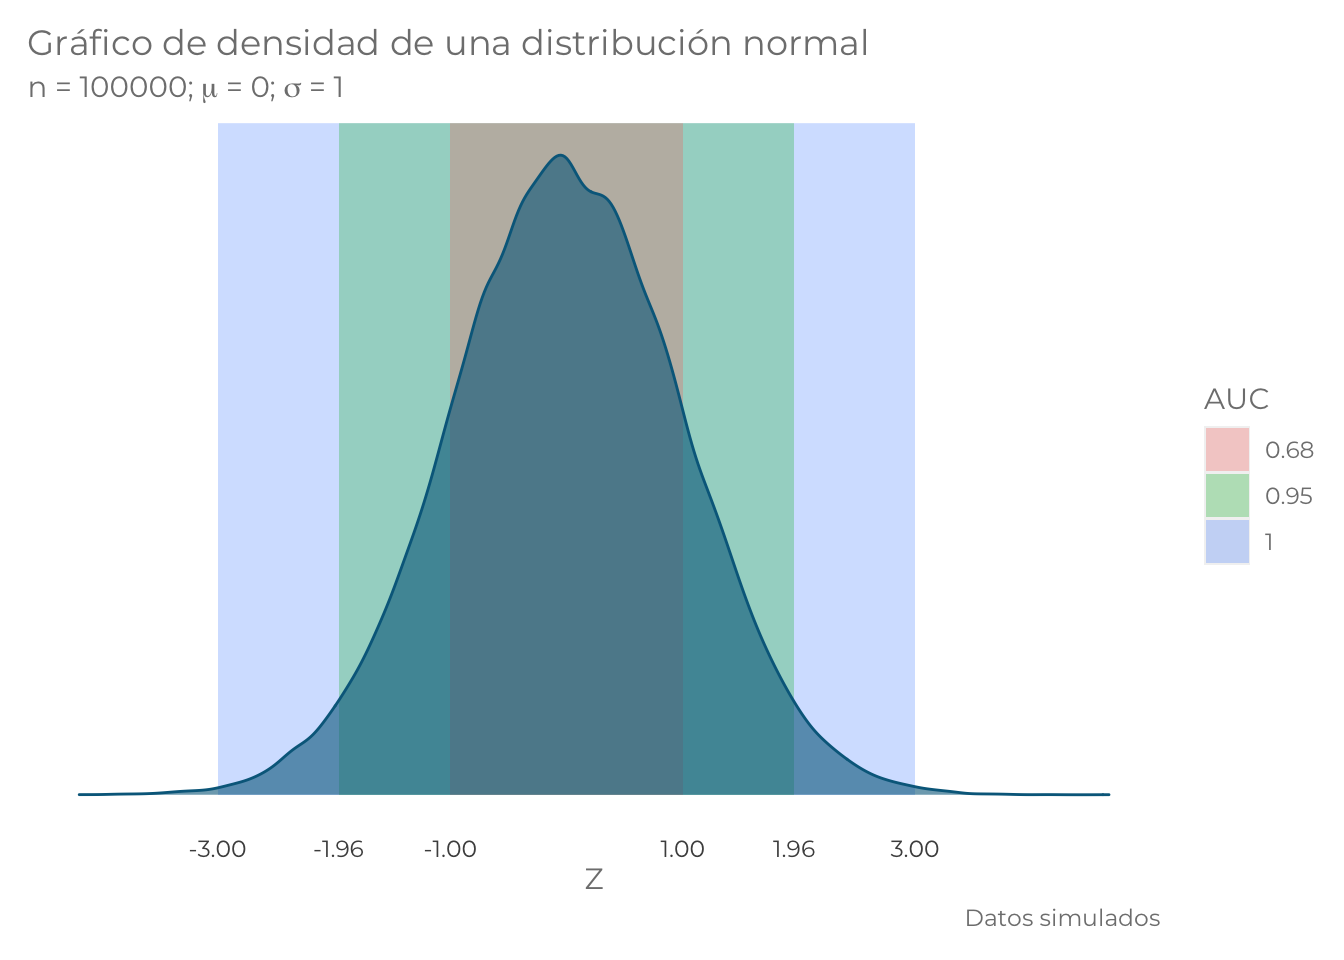 Gráfico de densidad de una distribución normal
n = 100000; μ = 0; σ = 1
AUC
0.68
0.95
1
-3.00 -1.96 -1.00 1.00 1.96 3.00
Z
Datos simulados